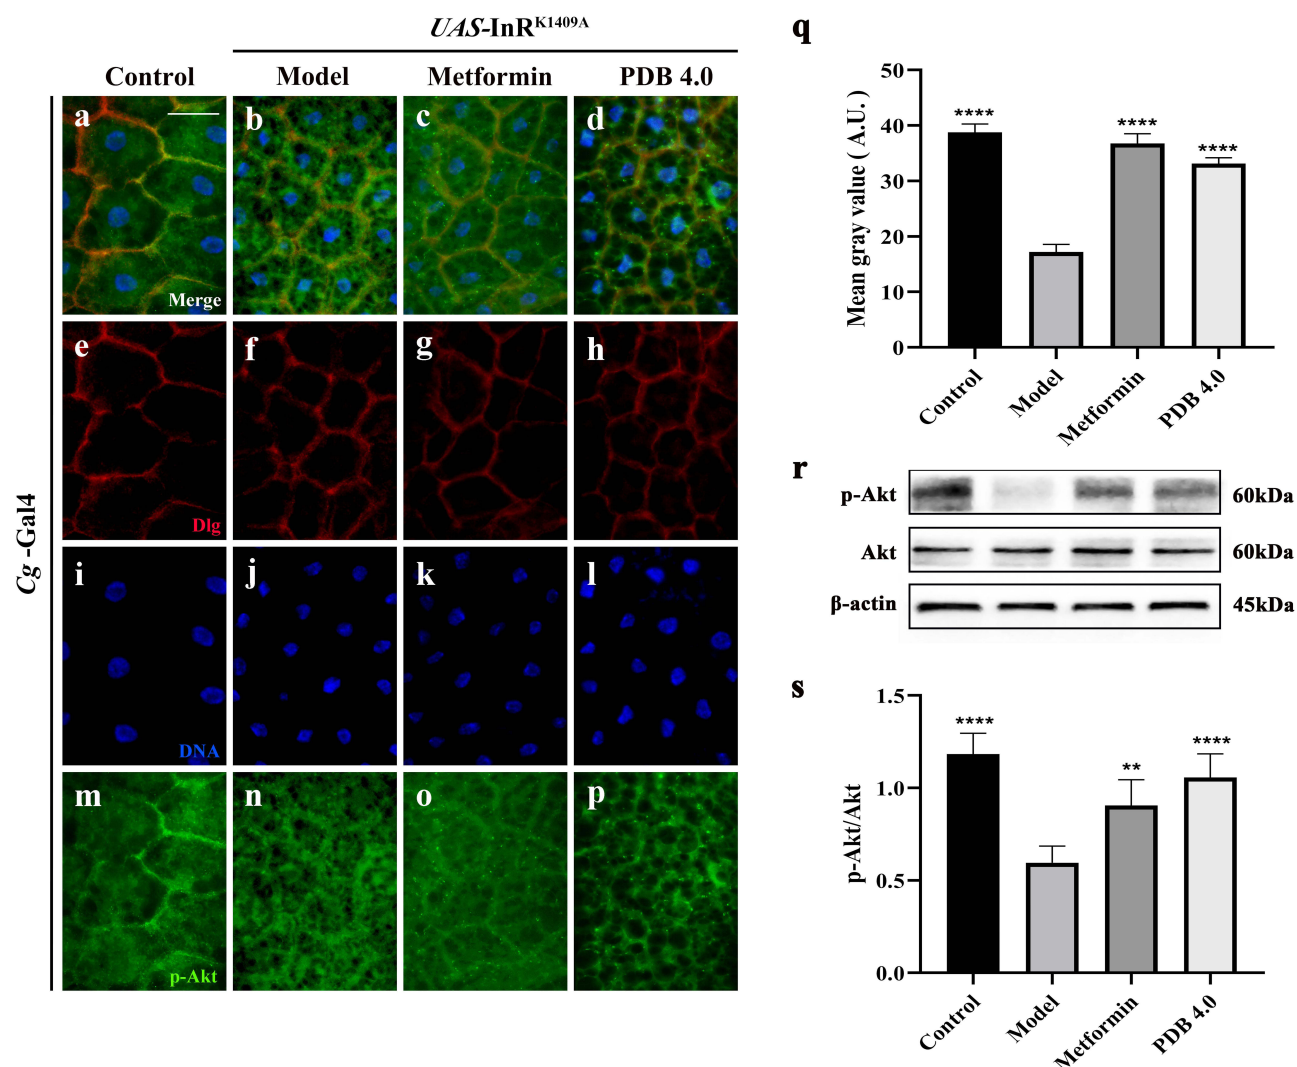 UAS-InR^K1409A
Control Model Metformin PDB 4.0
Cg -Gal4
a b c d
Merge
e f g h
Dlg
i j k l
DNA
m n o p
p-Akt
q
Mean gray value ( A.U. )
50
40
30
20
10
0
**** **** ****
Control Model Metformin PDB 4.0
r
p-Akt 60kDa
Akt 60kDa
β-actin 45kDa
s
p-Akt/Akt
1.5
1.0
0.5
0.0
**** ** ****
Control Model Metformin PDB 4.0